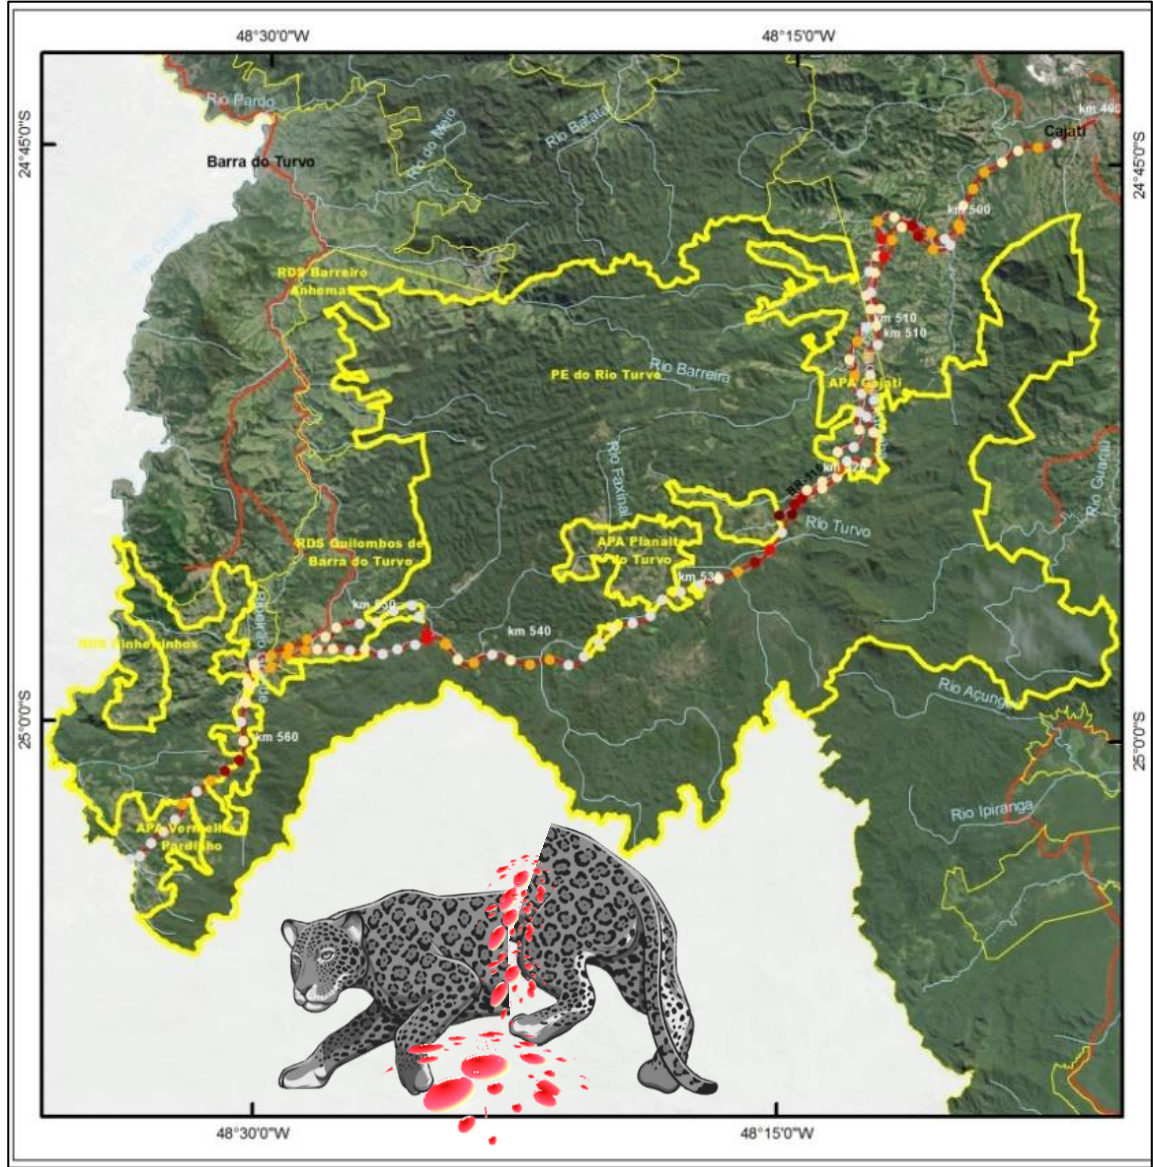 48°30'0"W
48°15'0"W
24°45'0"S
24°45'0"S
25°0'0"S
25°0'0"S
Rio Pardo
Rio Batatal
km 490
Cajati
Barra do Turvo
Rio do Meio
km 500
RDS Barreiro
Anhemas
km 510
km 510
Rio Barreira
PE do Rio Turvo
APA Cajati
km 520
Rio Faxinal
Rio Guaraú
Rio Turvo
APA Planalto
do Turvo
RDS Quilombos de
Barra do Turvo
km 530
km 550
km 540
Rio Açungui
km 560
Rio Ipiranga
APA Vermelho
Pardinho
48°30'0"W
48°15'0"W